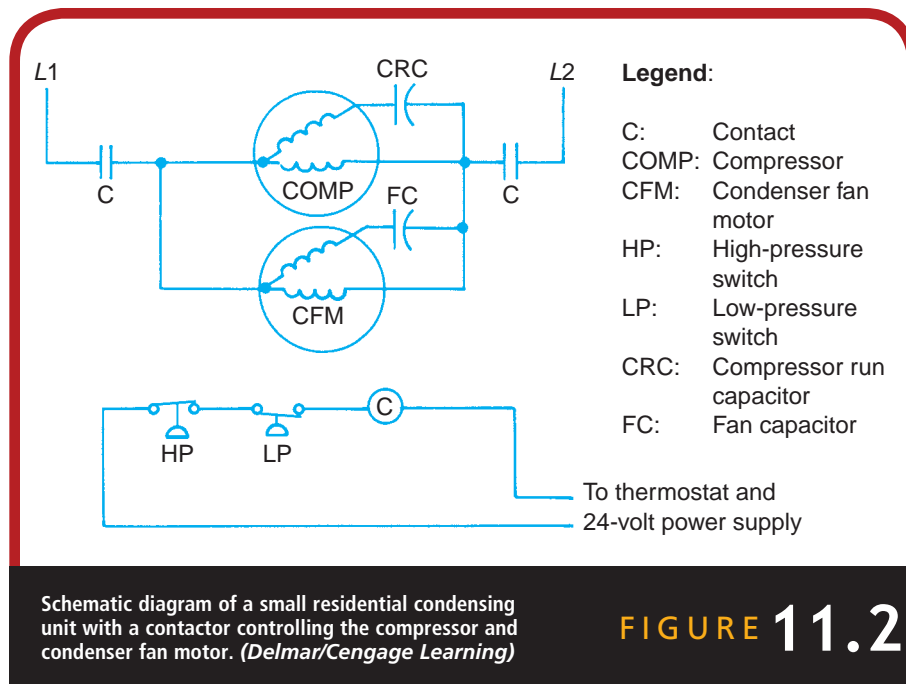 L1
CRC
L2
C
COMP
FC
C
CFM
HP
LP
C
To thermostat and
24-volt power supply
Legend:
C: Contact
COMP: Compressor
CFM: Condenser fan
motor
HP: High-pressure
switch
LP: Low-pressure
switch
CRC: Compressor run
capacitor
FC: Fan capacitor
Schematic diagram of a small residential condensing
unit with a contactor controlling the compressor and
condenser fan motor. (Delmar/Cengage Learning)
FIGURE 11.2